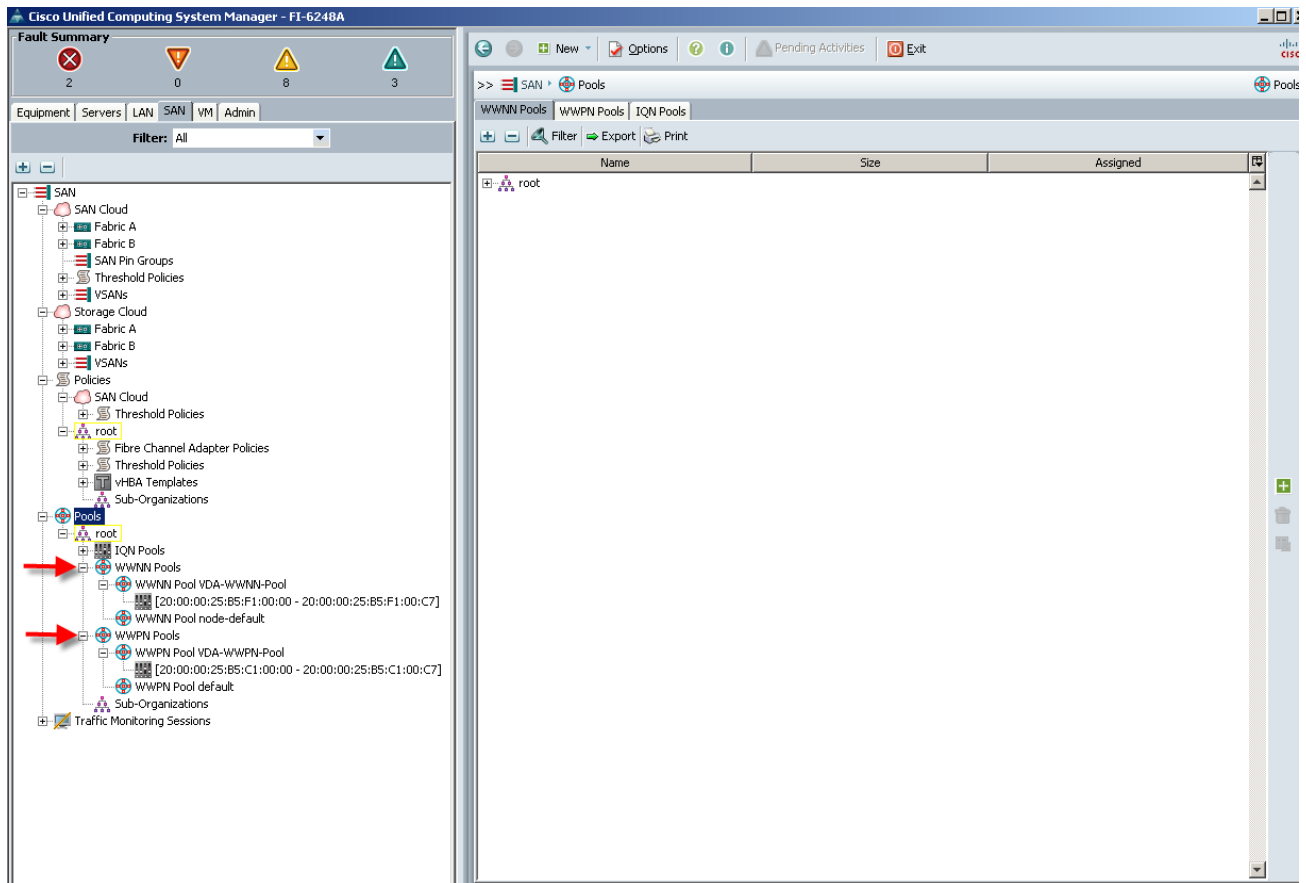 Cisco Unified Computing System Manager - FI-6248A
Fault Summary
2 0 8 3
Equipment Servers LAN SAN VM Admin
Filter: All
SAN
SAN Cloud
Fabric A
Fabric B
SAN Pin Groups
Threshold Policies
VSANs
Storage Cloud
Fabric A
Fabric B
VSANs
Policies
SAN Cloud
Threshold Policies
root
Fibre Channel Adapter Policies
Threshold Policies
vHBA Templates
Sub-Organizations
Pools
root
IQN Pools
WWNN Pools
WWNN Pool VDA-WWNN-Pool
[20:00:00:25:B5:F1:00:00 - 20:00:00:25:B5:F1:00:C7]
WWNN Pool node-default
WWPN Pools
WWPN Pool VDA-WWPN-Pool
[20:00:00:25:B5:C1:00:00 - 20:00:00:25:B5:C1:00:C7]
WWPN Pool default
Sub-Organizations
Traffic Monitoring Sessions
New Options Pending Activities Exit
cisc
>> SAN Pools Pools
WWNN Pools WWPN Pools IQN Pools
Filter Export Print
Name Size Assigned
root